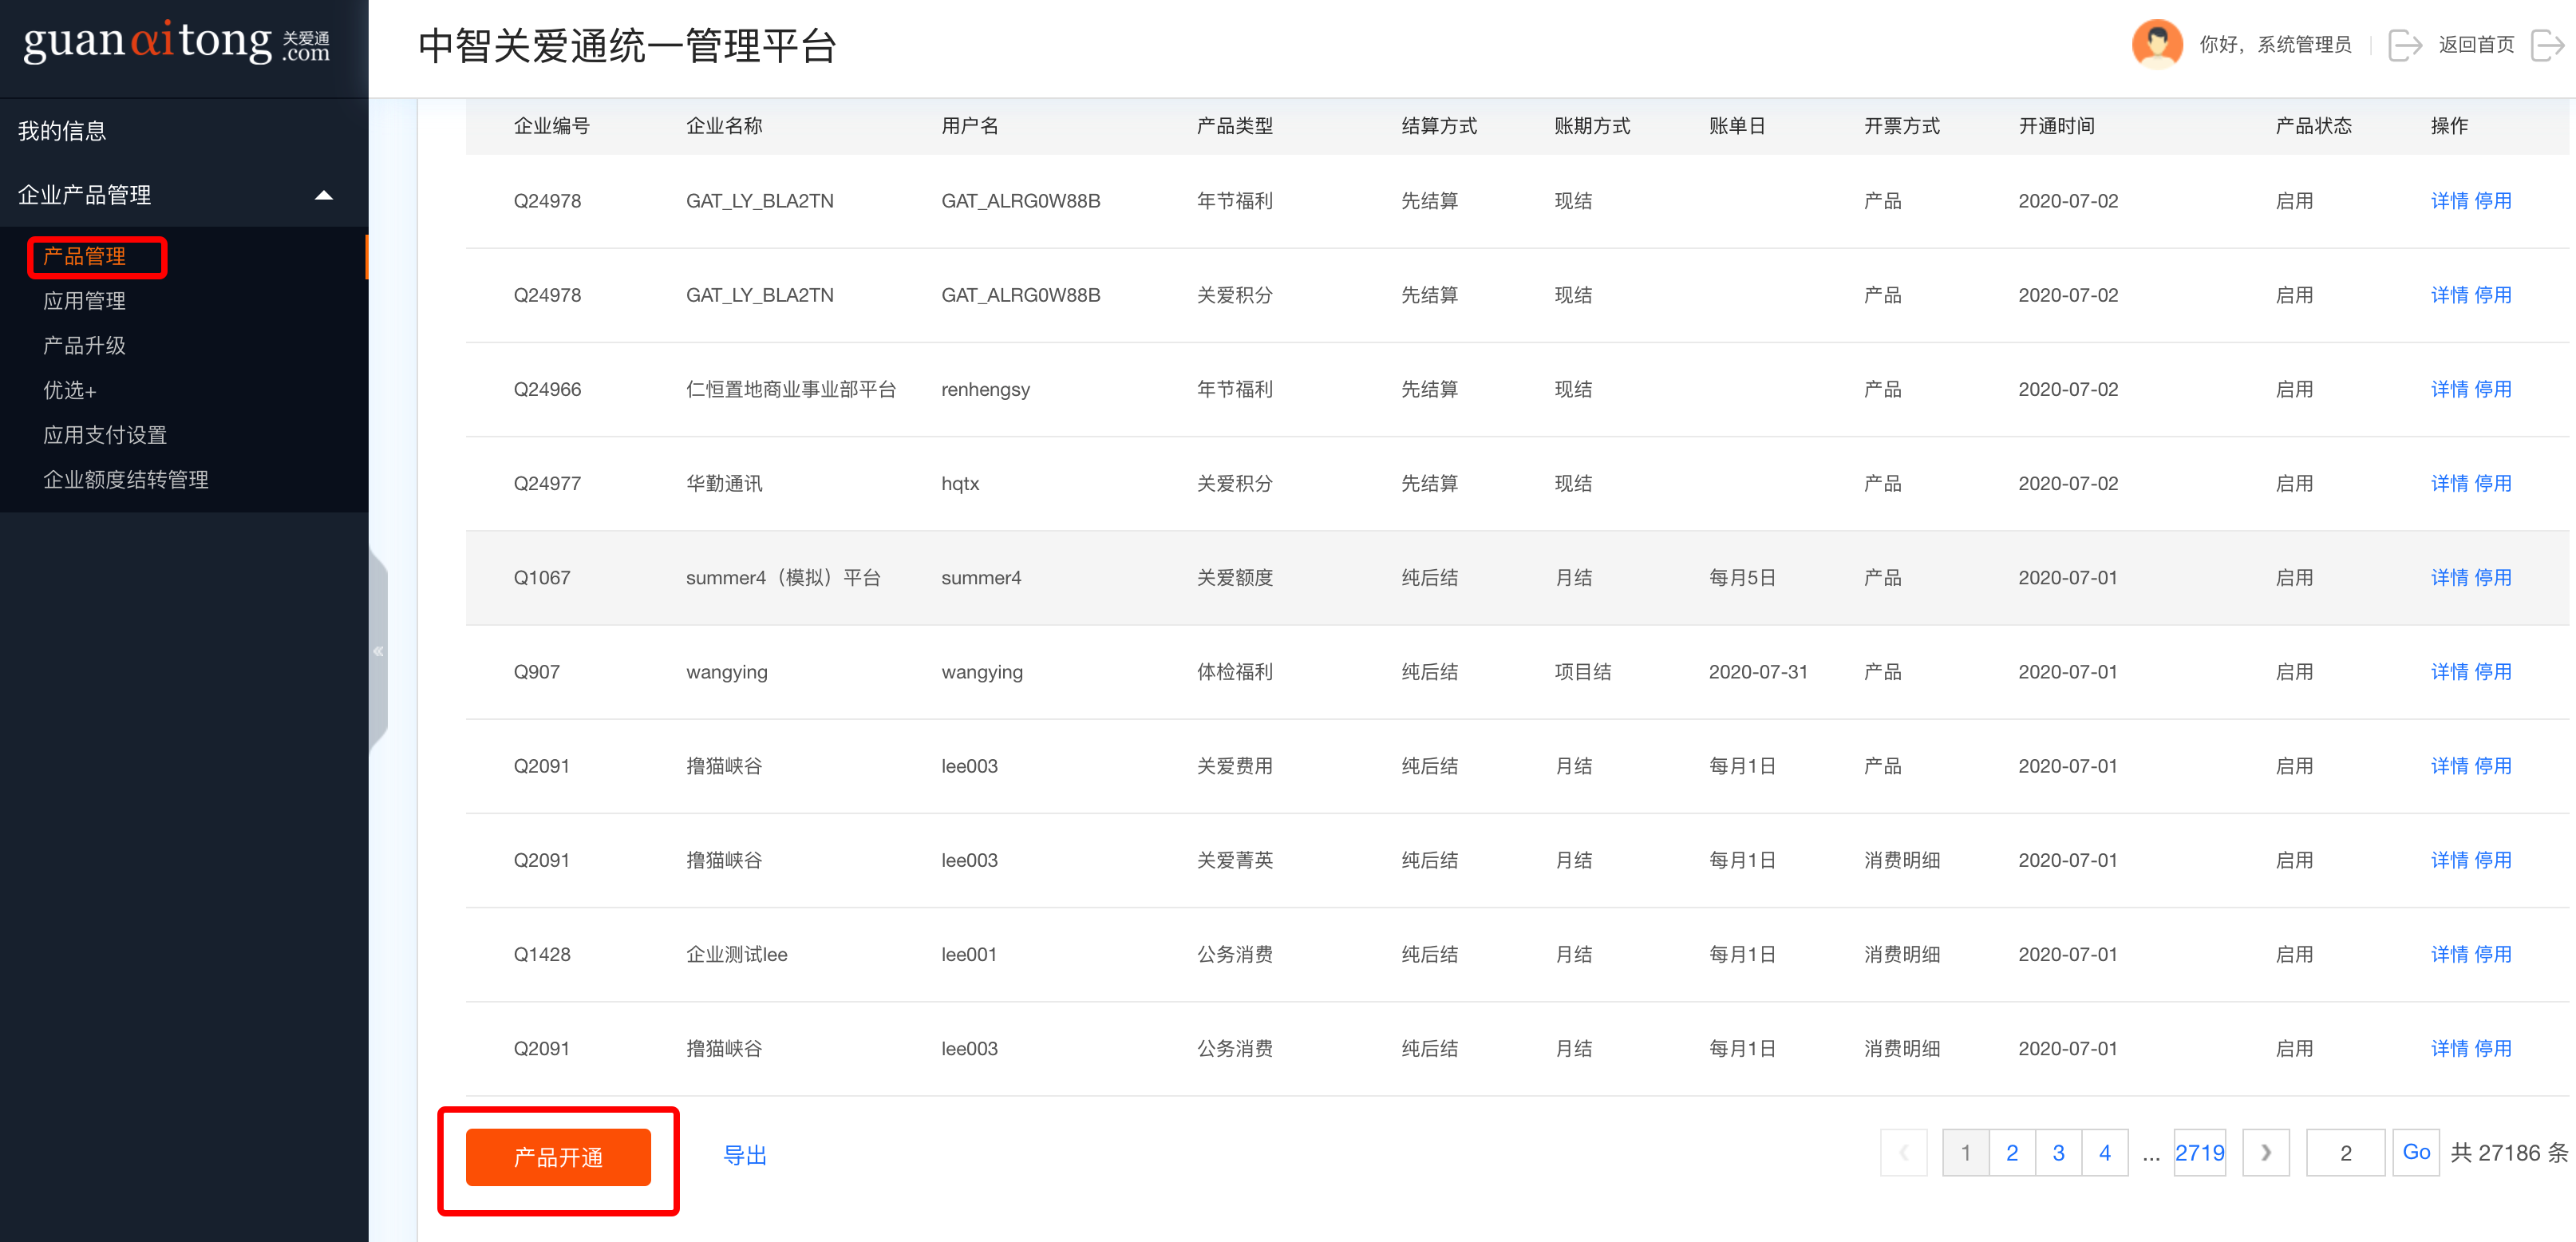 guanaitong 关爱通 .com
中智关爱通统一管理平台
你好，系统管理员 返回首页
我的信息
企业产品管理
产品管理
应用管理
产品升级
优选+
应用支付设置
企业额度结转管理
企业编号 企业名称 用户名 产品类型 结算方式 账期方式 账单日 开票方式 开通时间 产品状态 操作
Q24978 GAT_LY_BLA2TN GAT_ALRG0W88B 年节福利 先结算 现结 产品 2020-07-02 启用 详情 停用
Q24978 GAT_LY_BLA2TN GAT_ALRG0W88B 关爱积分 先结算 现结 产品 2020-07-02 启用 详情 停用
Q24966 仁恒置地商业事业部平台 renhengsy 年节福利 先结算 现结 产品 2020-07-02 启用 详情 停用
Q24977 华勤通讯 hqtx 关爱积分 先结算 现结 产品 2020-07-02 启用 详情 停用
Q1067 summer4（模拟）平台 summer4 关爱额度 纯后结 月结 每月5日 产品 2020-07-01 启用 详情 停用
Q907 wangying wangying 体检福利 纯后结 项目结 2020-07-31 产品 2020-07-01 启用 详情 停用
Q2091 撸猫峡谷 lee003 关爱费用 纯后结 月结 每月1日 产品 2020-07-01 启用 详情 停用
Q2091 撸猫峡谷 lee003 关爱菁英 纯后结 月结 每月1日 消费明细 2020-07-01 启用 详情 停用
Q1428 企业测试lee lee001 公务消费 纯后结 月结 每月1日 消费明细 2020-07-01 启用 详情 停用
Q2091 撸猫峡谷 lee003 公务消费 纯后结 月结 每月1日 消费明细 2020-07-01 启用 详情 停用
产品开通 导出 1 2 3 4 ... 2719 2 Go 共 27186 条